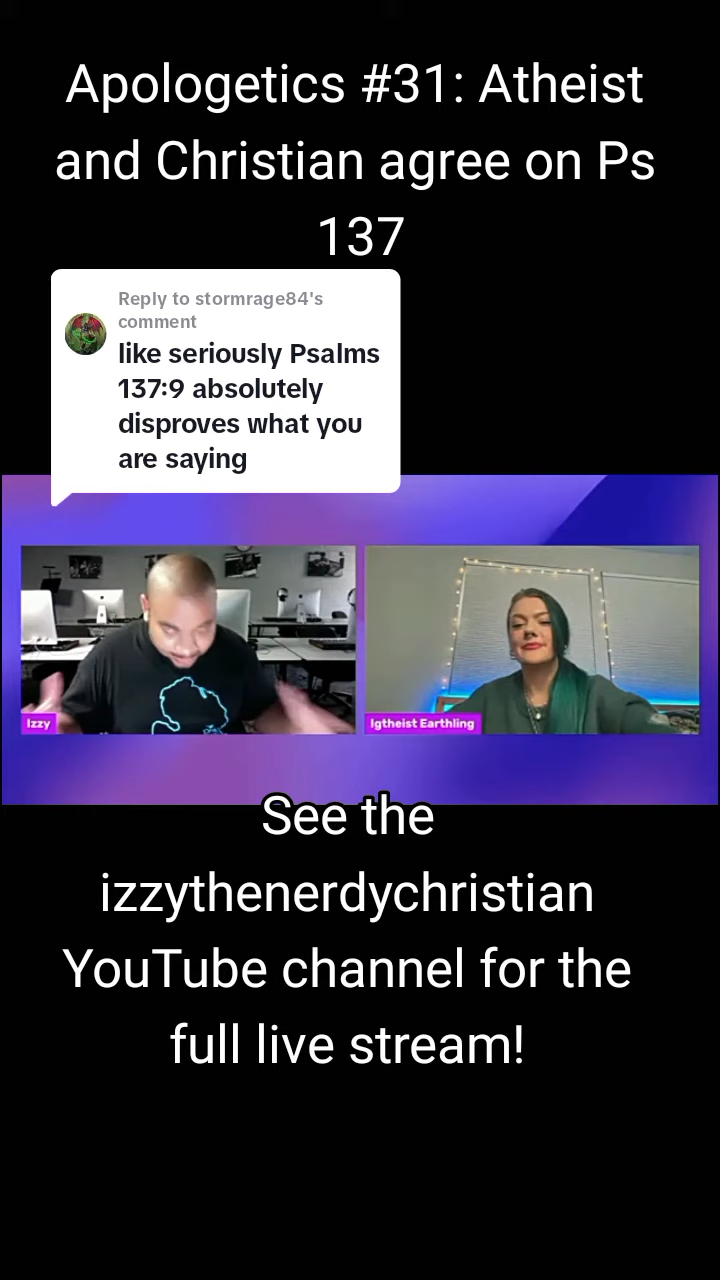 Apologetics #31: Atheist
and Christian agree on Ps
137
Reply to stormrage84's
comment
like seriously Psalms
137:9 absolutely
disproves what you
are saying
Izzy
Igtheist Earthling
See the
izzythenerdychristian
YouTube channel for the
full live stream!